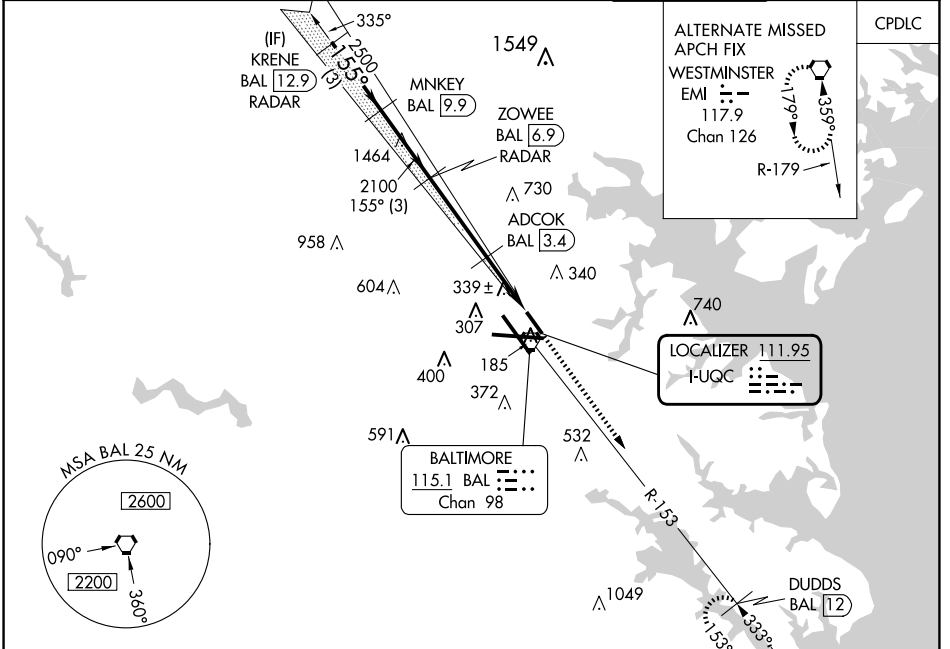 335°
(IF)
KRENE
BAL 12.9
RADAR
2500
155°
(3)
1549
MNKEY
BAL 9.9
ZOWEE
BAL 6.9
RADAR
1464
2100
155° (3)
730
ADCOK
BAL 3.4
958
604
339 ±
340
307
185
400
372
740
591
532
ALTERNATE MISSED
APCH FIX
WESTMINSTER
EMI
117.9
Chan 126
179°
359°
R-179
CPDLC
LOCALIZER 111.95
I-UQC
BALTIMORE
115.1 BAL
Chan 98
R-153
MSA BAL 25 NM
2600
090°
2200
360°
1049
DUDDS
BAL 12
153°
333°